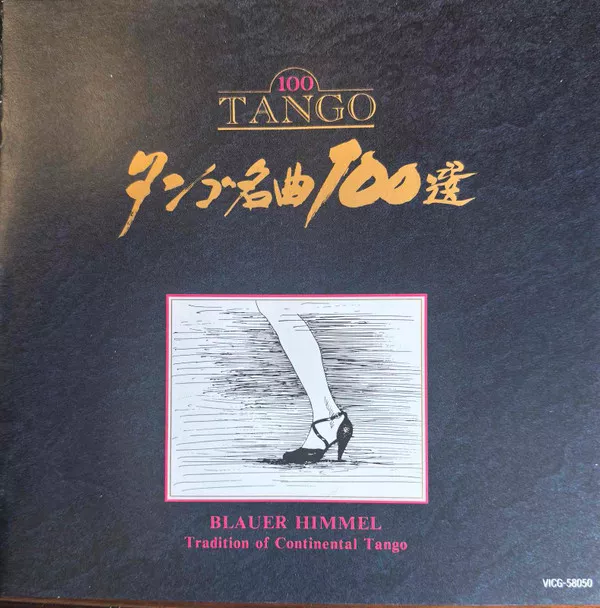 100
TANGO
タンゴ名曲100選
BLAUER HIMMEL
Tradition of Continental Tango
VICG-58050